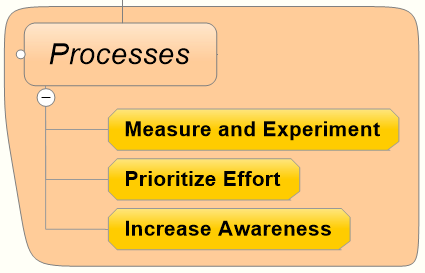 Processes
Measure and Experiment
Prioritize Effort
Increase Awareness